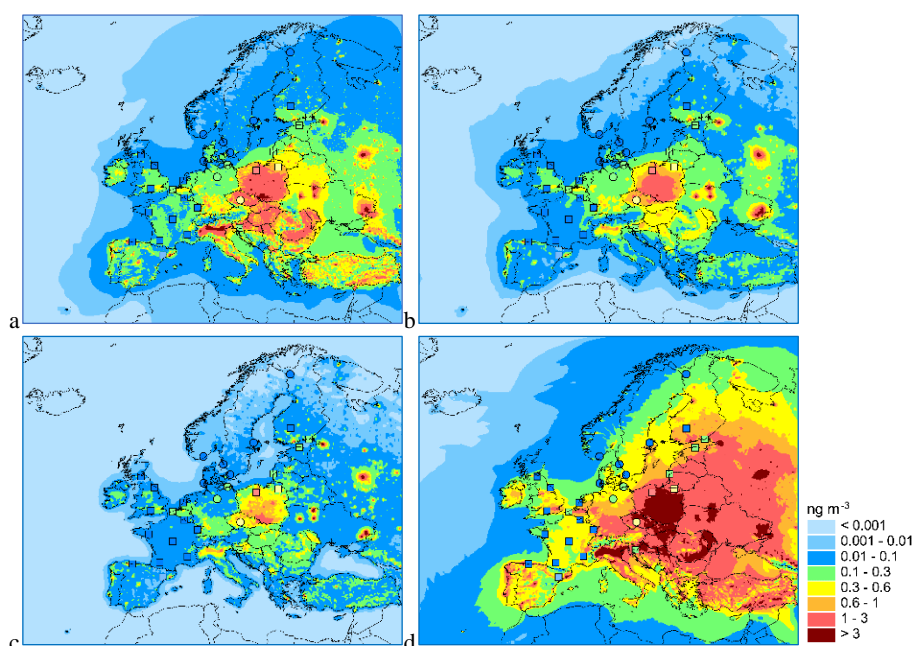 a
b
c
d
ng m⁻³
< 0.001
0.001 - 0.01
0.01 - 0.1
0.1 - 0.3
0.3 - 0.6
0.6 - 1
1 - 3
> 3